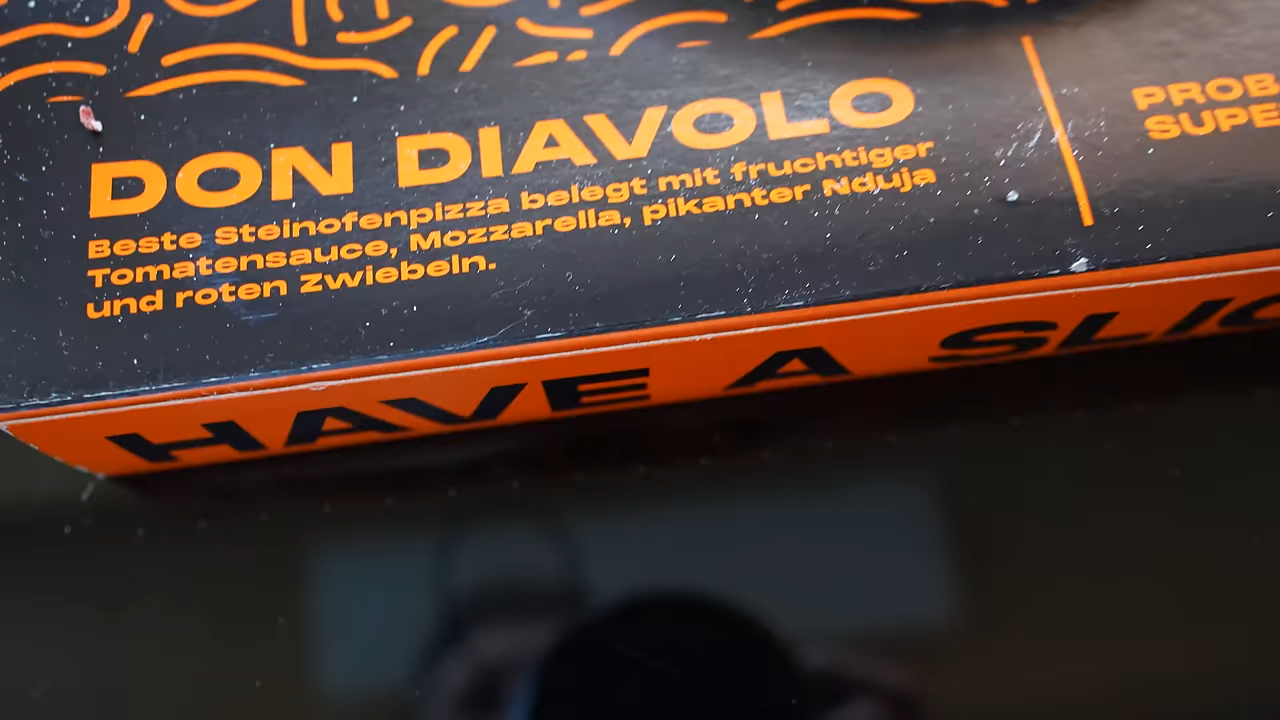 DON DIAVOLO
Beste Steinofenpizza belegt mit fruchtiger
Tomatensauce, Mozzarella, pikanter Nduja
und roten Zwiebeln.
PROB
SUPE
HAVE A SLIC